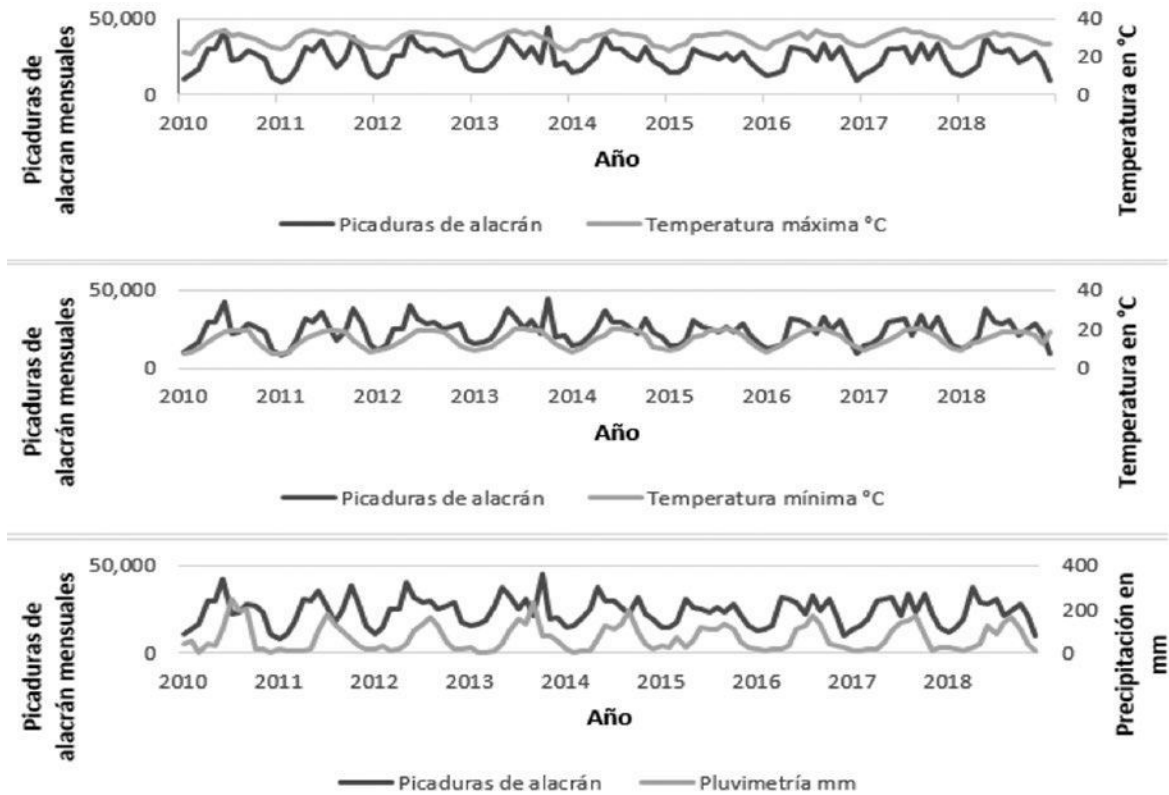 Picaduras de
alacran mensuales
50,000
0
40
20
0
Temperatura en °C
2010 2011 2012 2013 2014 2015 2016 2017 2018
Año
Picaduras de alacrán Temperatura máxima °C
Picaduras de
alacrán mensuales
50,000
0
40
20
0
Temperatura en °C
2010 2011 2012 2013 2014 2015 2016 2017 2018
Año
Picaduras de alacrán Temperatura mínima °C
Picaduras de
alacrán mensuales
50,000
0
400
200
0
Precipitación en
mm
2010 2011 2012 2013 2014 2015 2016 2017 2018
Año
Picaduras de alacrán Pluvimetría mm